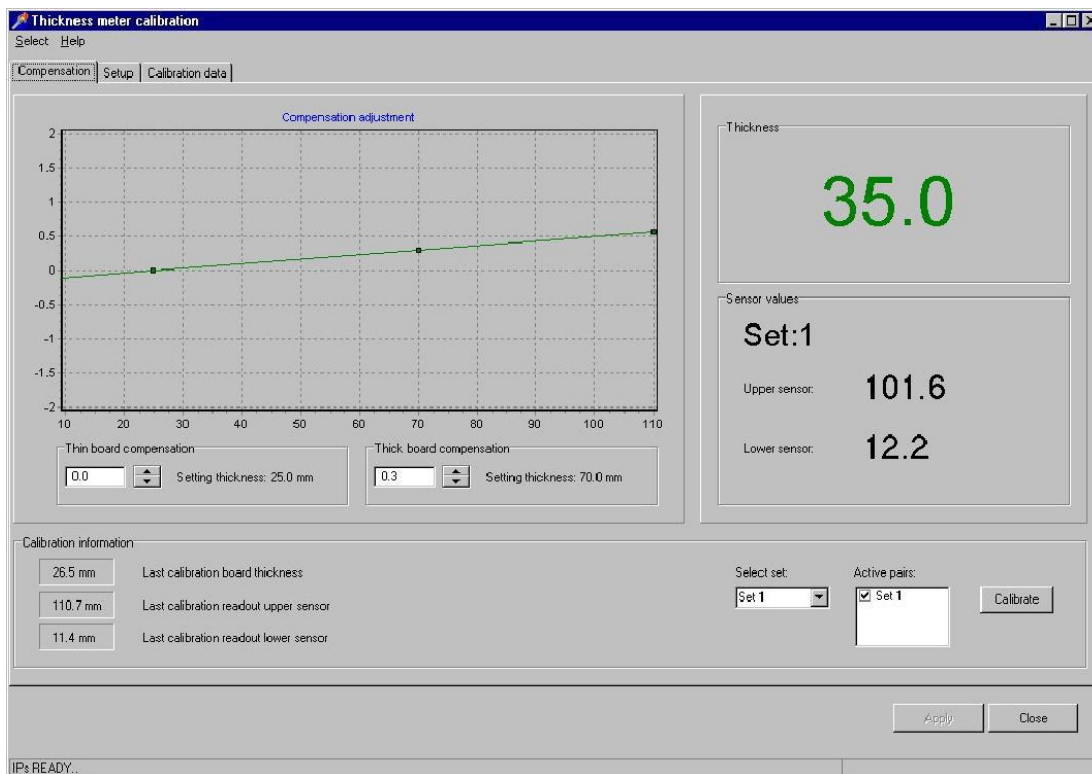 Thickness meter calibration
Select Help
Compensation Setup Calibration data
Compensation adjustment
2
1.5
1
0.5
0
-0.5
-1
-1.5
-2
10 20 30 40 50 60 70 80 90 100 110
Thin board compensation
0.0 Setting thickness: 25.0 mm
Thick board compensation
0.3 Setting thickness: 70.0 mm
Thickness
35.0
Sensor values
Set:1
Upper sensor: 101.6
Lower sensor: 12.2
Calibration information
26.5 mm Last calibration board thickness
110.7 mm Last calibration readout upper sensor
11.4 mm Last calibration readout lower sensor
Select set:
Set 1
Active pairs:
Set 1
Calibrate
Apply Close
IPs READY..